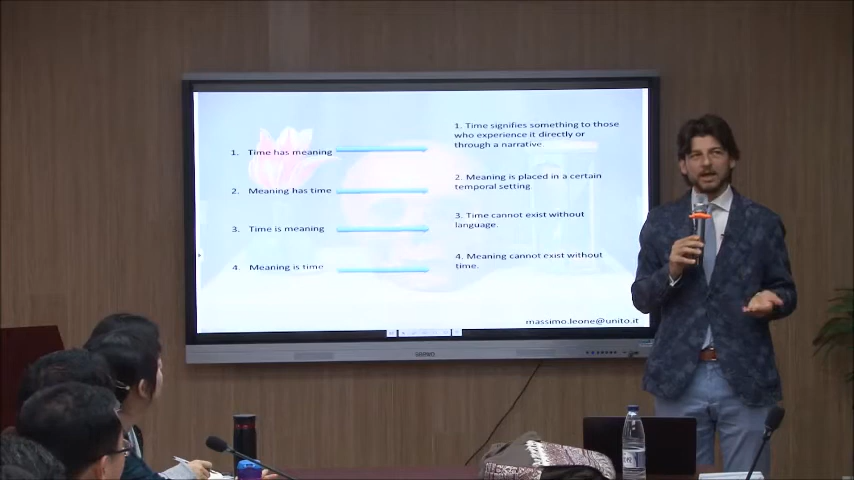 1. Time has meaning
2. Meaning has time
3. Time is meaning
4. Meaning is time
1. Time signifies something to those
who experience it directly or
through a narrative.
2. Meaning is placed in a certain
temporal setting
3. Time cannot exist without
language.
4. Meaning cannot exist without
time.
massimo.leone@unito.it